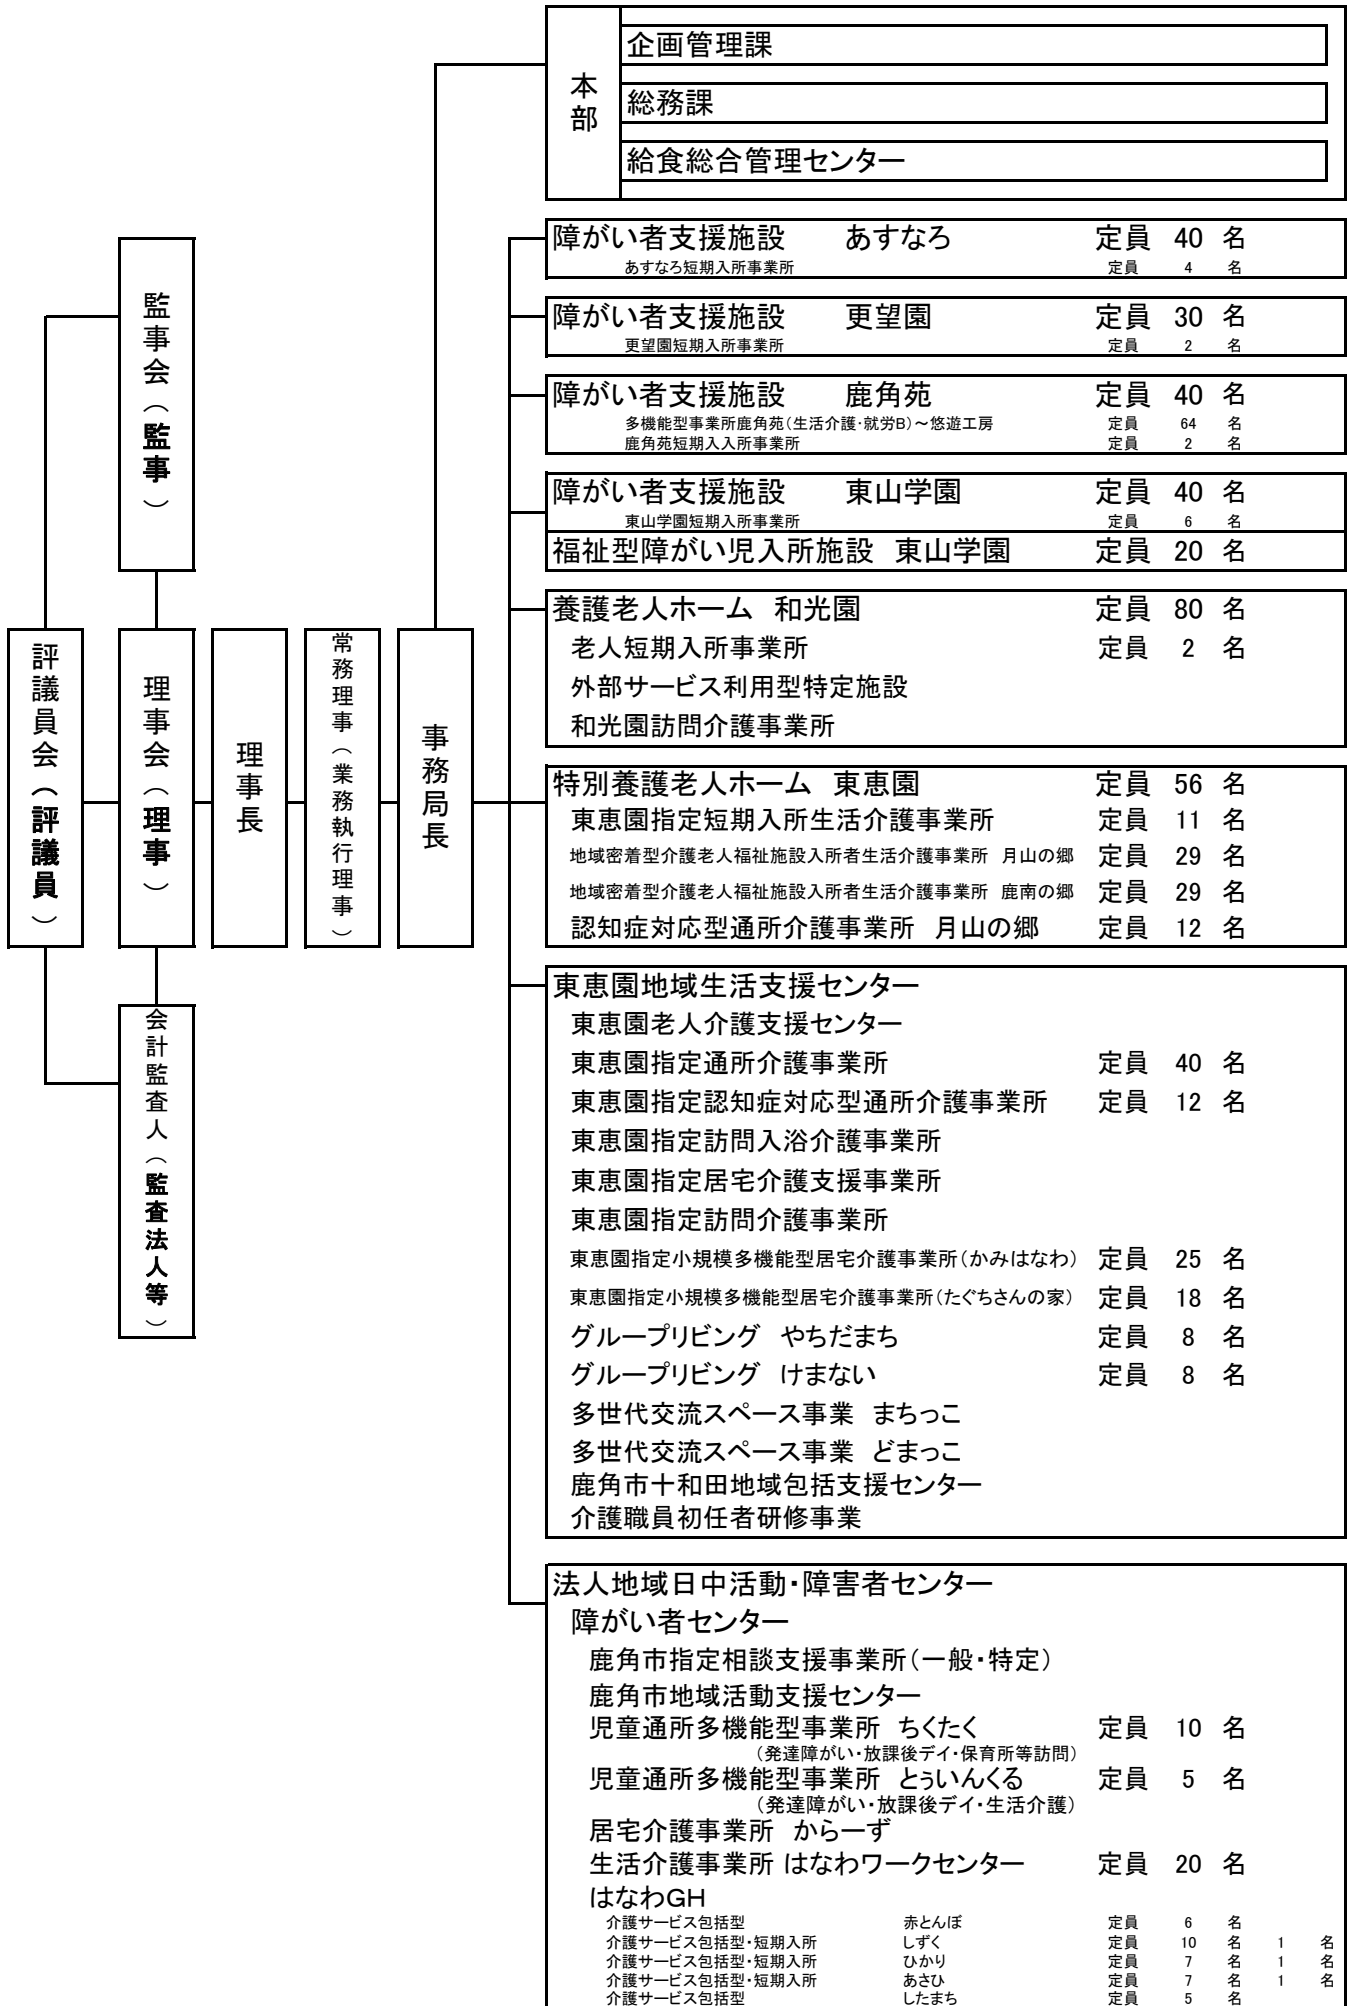 本部
企画管理課
総務課
給食総合管理センター
障がい者支援施設　　あすなろ　定員 40 名
あすなろ短期入所事業所　定員 4 名
障がい者支援施設　　更望園　定員 30 名
更望園短期入所事業所　定員 2 名
障がい者支援施設　　鹿角苑　定員 40 名
多機能型事業所鹿角苑(生活介護･就労B)～悠遊工房　定員 64 名
鹿角苑短期入入所事業所　定員 2 名
障がい者支援施設　　東山学園　定員 40 名
東山学園短期入所事業所　定員 6 名
福祉型障がい児入所施設　東山学園　定員 20 名
養護老人ホーム　和光園　定員 80 名
老人短期入所事業所　定員 2 名
外部サービス利用型特定施設
和光園訪問介護事業所
特別養護老人ホーム　東恵園　定員 56 名
東恵園指定短期入所生活介護事業所　定員 11 名
地域密着型介護老人福祉施設入所者生活介護事業所　月山の郷　定員 29 名
地域密着型介護老人福祉施設入所者生活介護事業所　鹿南の郷　定員 29 名
認知症対応型通所介護事業所　月山の郷　定員 12 名
東恵園地域生活支援センター
東恵園老人介護支援センター
東恵園指定通所介護事業所　定員 40 名
東恵園指定認知症対応型通所介護事業所　定員 12 名
東恵園指定訪問入浴介護事業所
東恵園指定居宅介護支援事業所
東恵園指定訪問介護事業所
東恵園指定小規模多機能型居宅介護事業所(かみはなわ)　定員 25 名
東恵園指定小規模多機能型居宅介護事業所(たぐちさんの家)　定員 18 名
グループリビング　やちだまち　定員 8 名
グループリビング　けまない　定員 8 名
多世代交流スペース事業　まちっこ
多世代交流スペース事業　どまっこ
鹿角市十和田地域包括支援センター
介護職員初任者研修事業
法人地域日中活動・障害者センター
障がい者センター
鹿角市指定相談支援事業所(一般・特定)
鹿角市地域活動支援センター
児童通所多機能型事業所　ちくたく　定員 10 名
(発達障がい・放課後デイ・保育所等訪問)
児童通所多機能型事業所　とぅいんくる　定員 5 名
(発達障がい・放課後デイ・生活介護)
居宅介護事業所　からーず
生活介護事業所 はなわワークセンター　定員 20 名
はなわGH
介護サービス包括型　赤とんぼ　定員 6 名
介護サービス包括型・短期入所　しずく　定員 10 名 1 名
介護サービス包括型・短期入所　ひかり　定員 7 名 1 名
介護サービス包括型・短期入所　あさひ　定員 7 名 1 名
介護サービス包括型　したまち　定員 5 名
監事会(監事)
評議員会(評議員)
理事会(理事)
理事長
常務理事(業務執行理事)
事務局長
会計監査人(監査法人等)